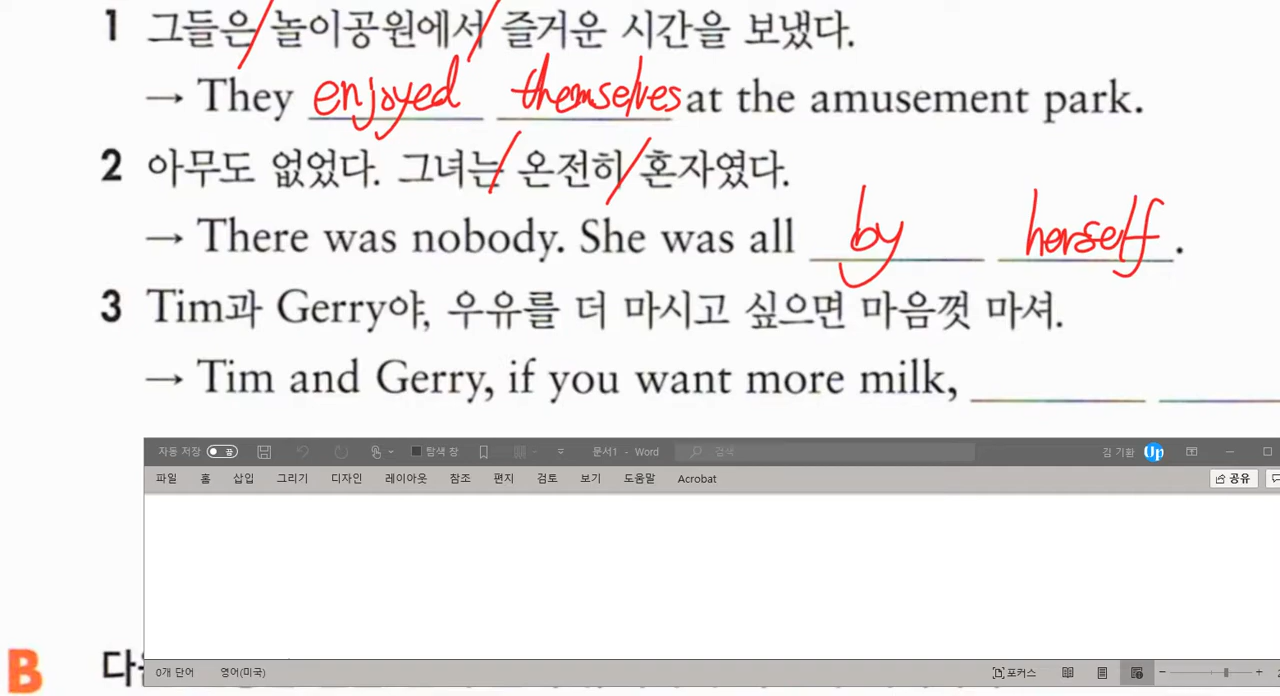 1 그들은/놀이공원에서/즐거운 시간을 보냈다.
→ They enjoyed themselves at the amusement park.
2 아무도 없었다. 그녀는/온전히/혼자였다.
→ There was nobody. She was all by herself.
3 Tim과 Gerry야, 우유를 더 마시고 싶으면 마음껏 마셔.
→ Tim and Gerry, if you want more milk,
자동 저장 끔 탐색 창 문서1 - Word 검색 김 기환 Up
파일 홈 삽입 그리기 디자인 레이아웃 참조 편지 검토 보기 도움말 Acrobat 공유
B 다
0개 단어 영어(미국) 포커스